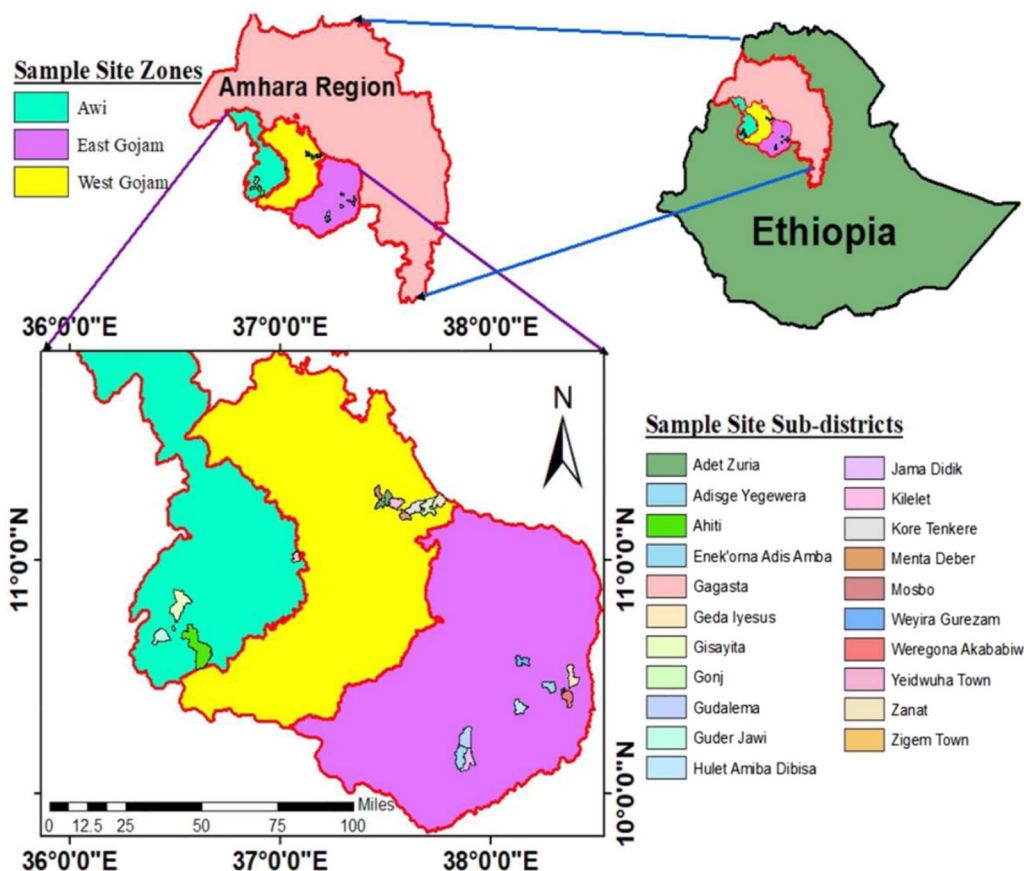 Sample Site Zones
Awi
East Gojam
West Gojam
Amhara Region
Ethiopia
36°0'0"E
37°0'0"E
38°0'0"E
N
11°0'0"N
11°0'0"N
10°0'0"N
Miles
0 12.5 25 50 75 100
36°0'0"E
37°0'0"E
38°0'0"E
Sample Site Sub-districts
Adet Zuria
Adisge Yegewera
Ahiti
Enek'orna Adis Amba
Gagasta
Geda Iyesus
Gisayita
Gonj
Gudalema
Guder Jawi
Hulet Amiba Dibisa
Jama Didik
Kilelet
Kore Tenkere
Menta Deber
Mosbo
Weyira Gurezam
Weregona Akababiw
Yeidwuha Town
Zanat
Zigem Town